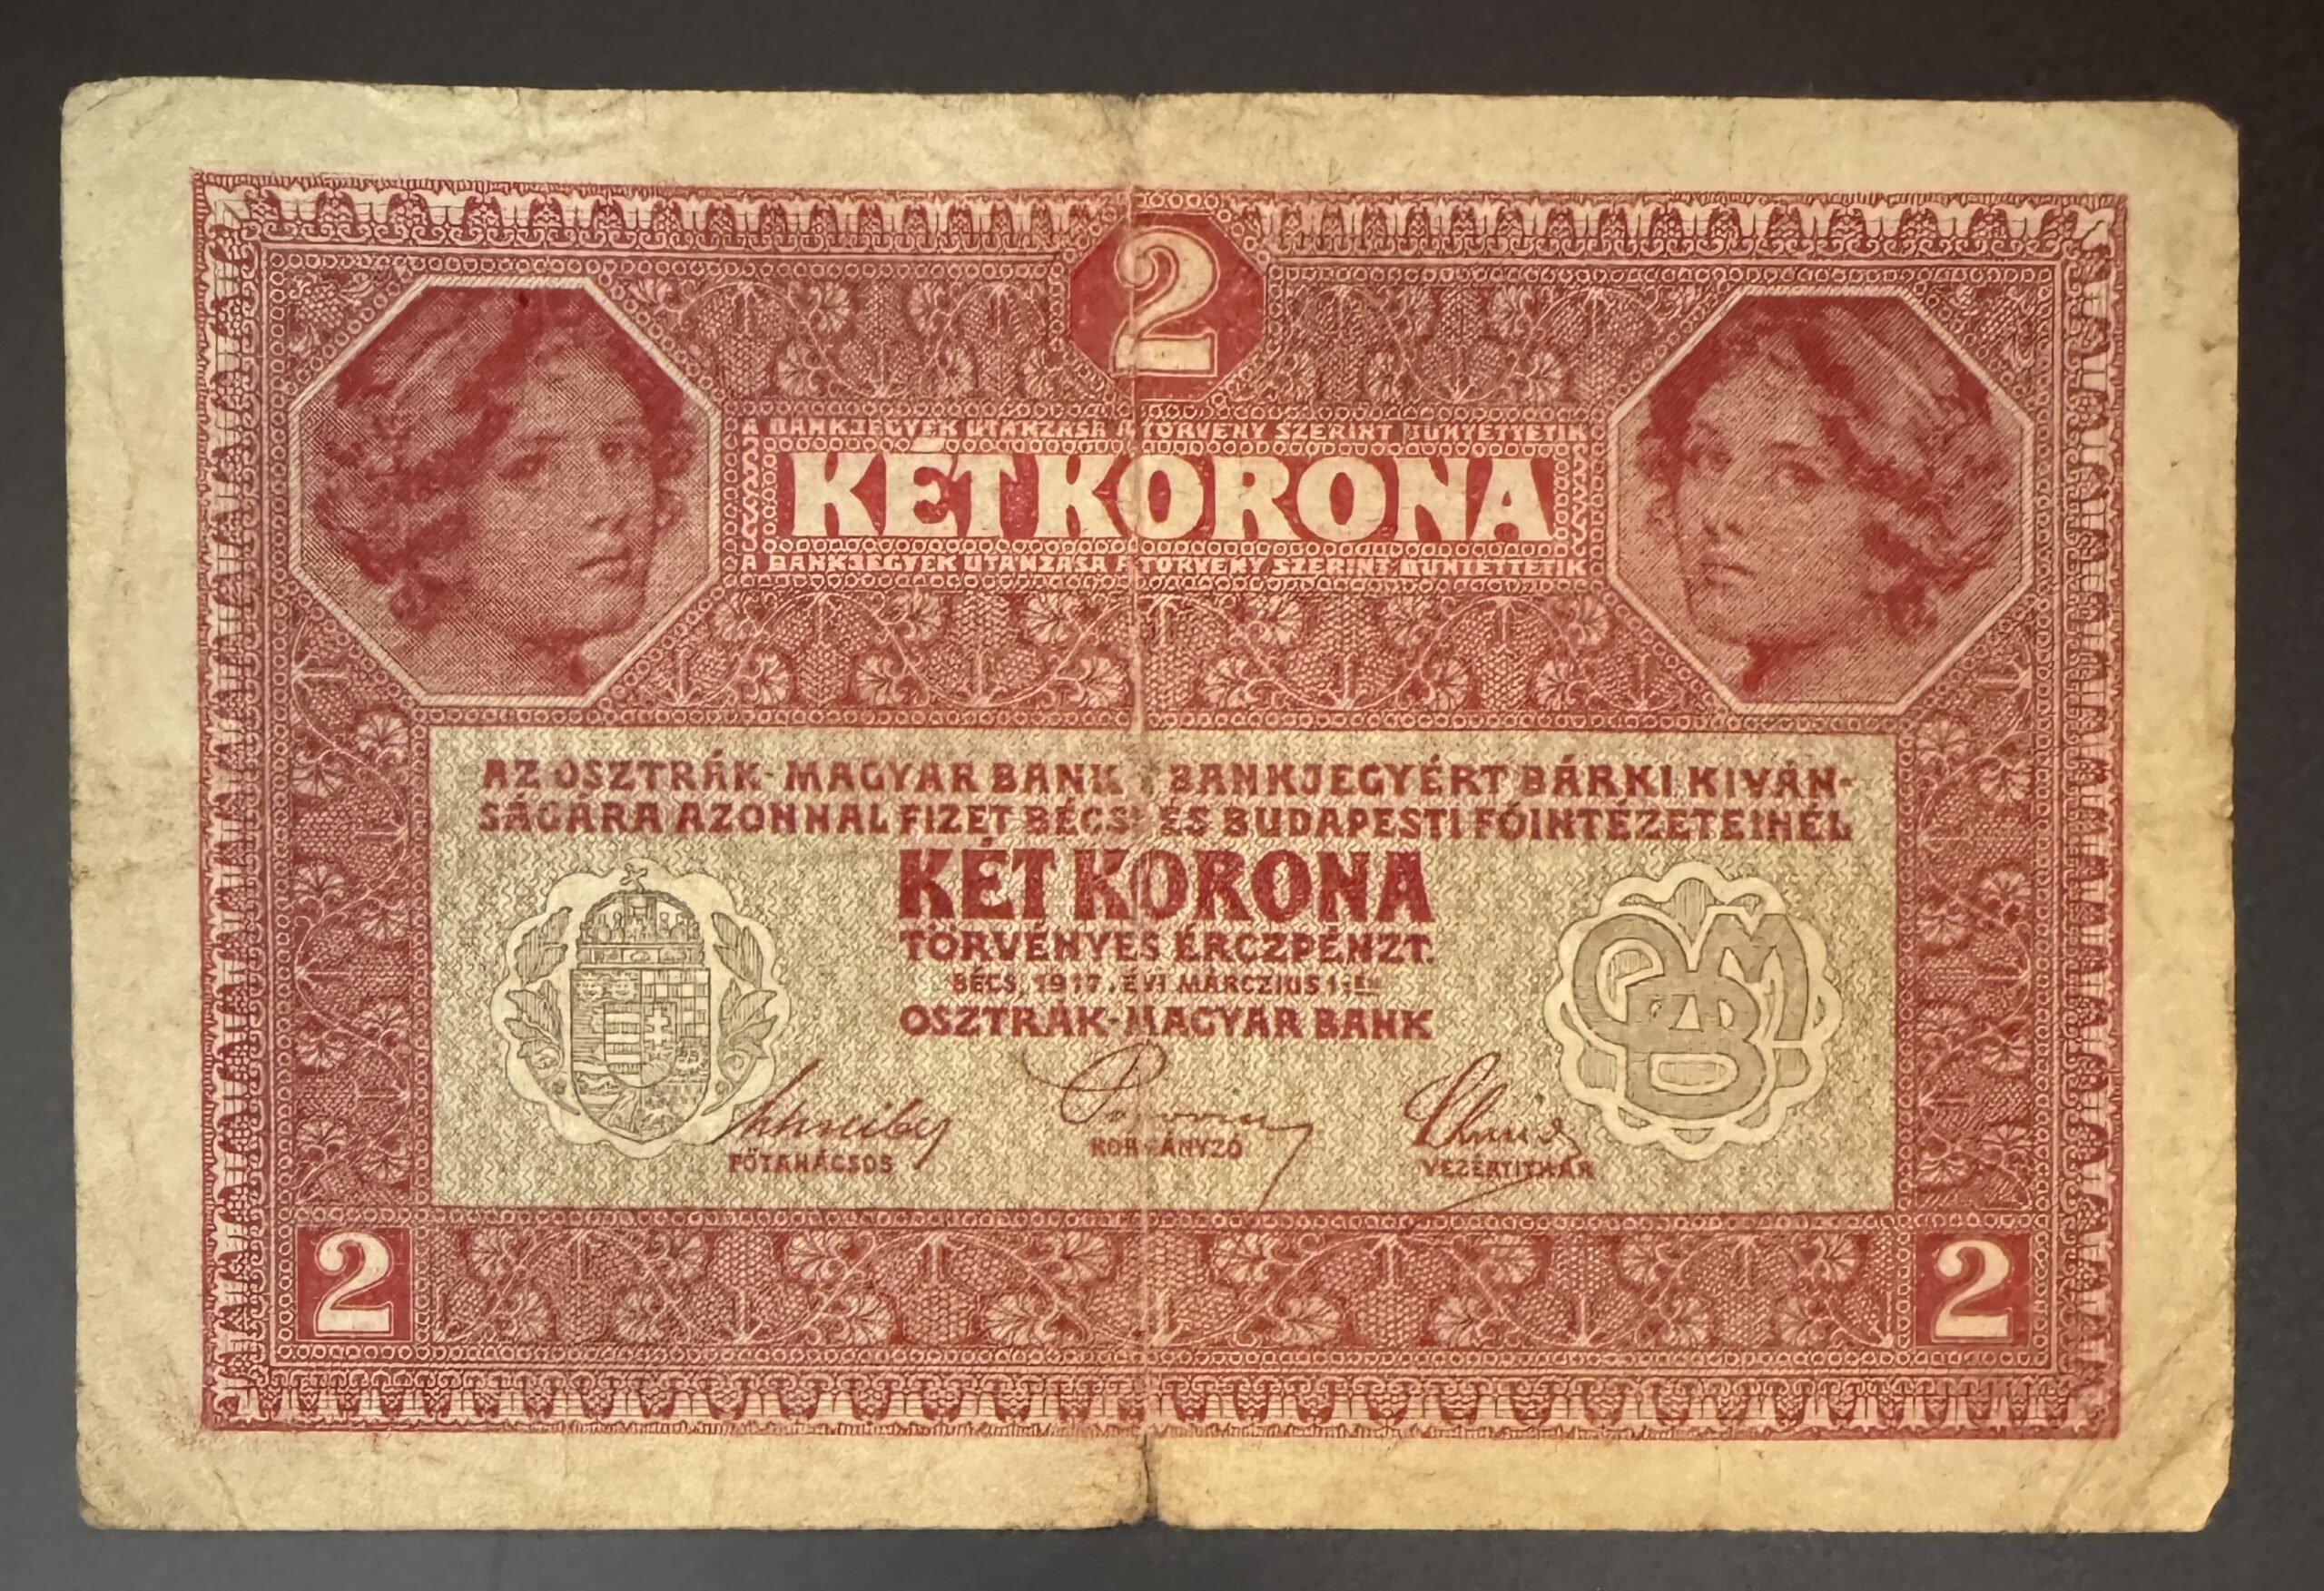 2
A BANKJEGYEK UTÁNZÁSA A TÖRVÉNY SZERINT BÜNTETTETIK
KÉT KORONA
A BANKJEGYEK UTÁNZÁSA A TÖRVÉNY SZERINT BÜNTETTETIK
AZ OSZTRÁK-MAGYAR BANK E BANKJEGYÉRT BÁRKI KIVÁN-
SÁGÁRA AZONNAL FIZET BÉCSI ÉS BUDAPESTI FŐINTÉZETEINÉL
KÉT KORONA
TÖRVÉNYES ÉRCZPÉNZT.
BÉCS, 1917. ÉVI MÁRCZIUS 1-ÉN
OSZTRÁK-MAGYAR BANK
FŐTANÁCSOS KORMÁNYZÓ VEZÉRTITKÁR
2 2